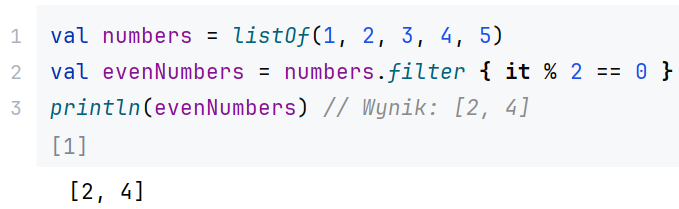 1 val numbers = listOf(1, 2, 3, 4, 5)
2 val evenNumbers = numbers.filter { it % 2 == 0 }
3 println(evenNumbers) // Wynik: [2, 4]
[1]
[2, 4]